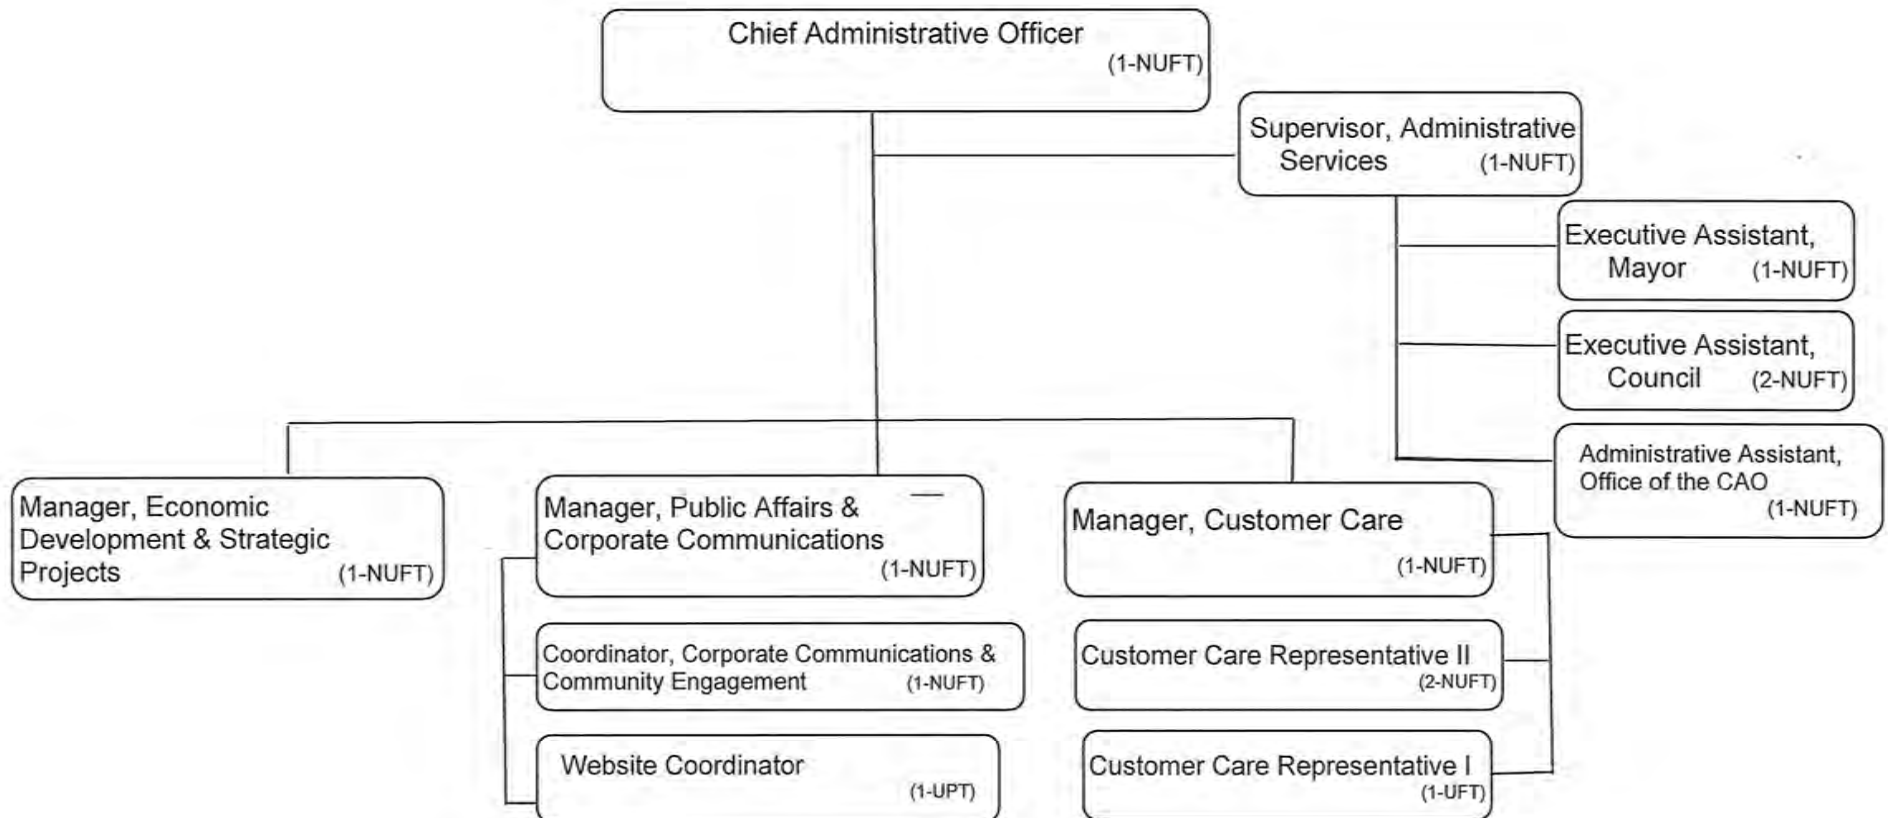 Chief Administrative Officer
(1-NUFT)
Supervisor, Administrative
Services (1-NUFT)
Executive Assistant,
Mayor (1-NUFT)
Executive Assistant,
Council (2-NUFT)
Administrative Assistant,
Office of the CAO
(1-NUFT)
Manager, Economic
Development & Strategic
Projects (1-NUFT)
Manager, Public Affairs &
Corporate Communications
(1-NUFT)
Coordinator, Corporate Communications &
Community Engagement (1-NUFT)
Website Coordinator
(1-UPT)
Manager, Customer Care
(1-NUFT)
Customer Care Representative II
(2-NUFT)
Customer Care Representative I
(1-UFT)